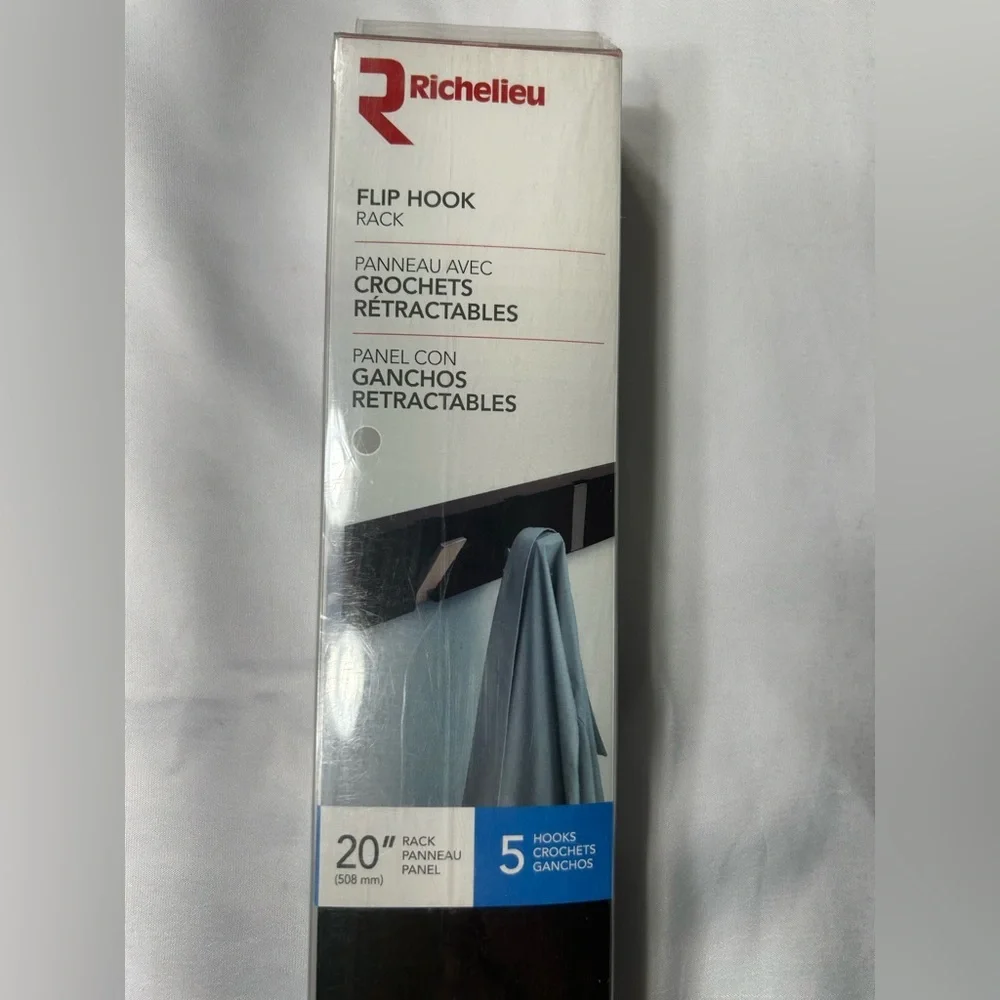 Richelieu
FLIP HOOK
RACK
PANNEAU AVEC
CROCHETS
RÉTRACTABLES
PANEL CON
GANCHOS
RETRACTABLES
20" RACK
PANNEAU
PANEL
(508 mm)
5 HOOKS
CROCHETS
GANCHOS